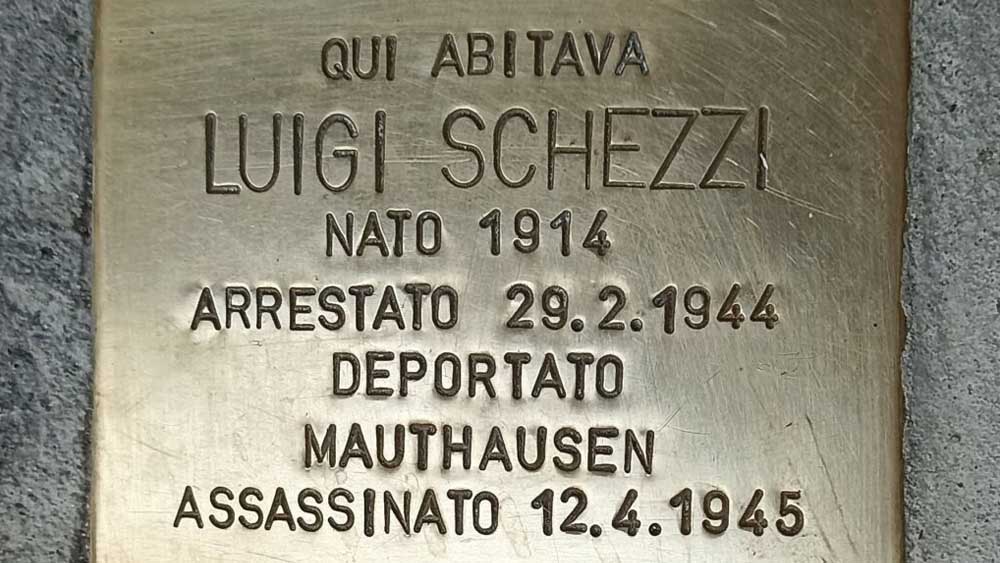 QUI ABITAVA
LUIGI SCHEZZI
NATO 1914
ARRESTATO 29.2.1944
DEPORTATO
MAUTHAUSEN
ASSASSINATO 12.4.1945